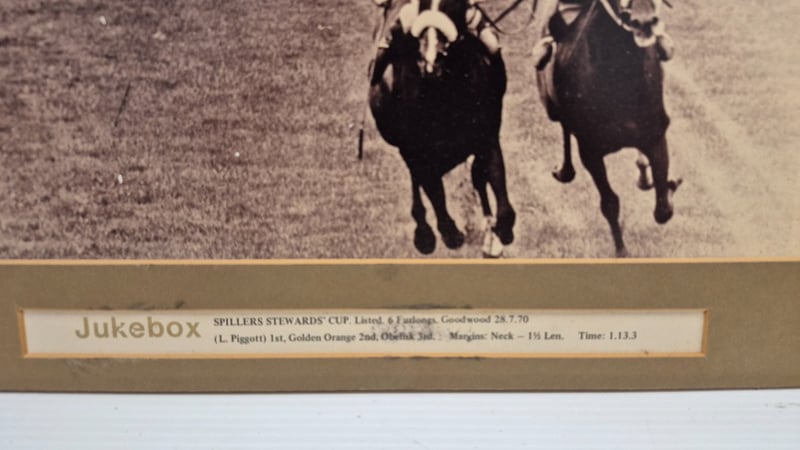 Jukebox
SPILLERS STEWARDS' CUP. Listed. 6 Furlongs. Goodwood 28.7.70
(L. Piggott) 1st, Golden Orange 2nd, Obelisk 3rd. : Margins: Neck – 1½ Len. Time: 1.13.3